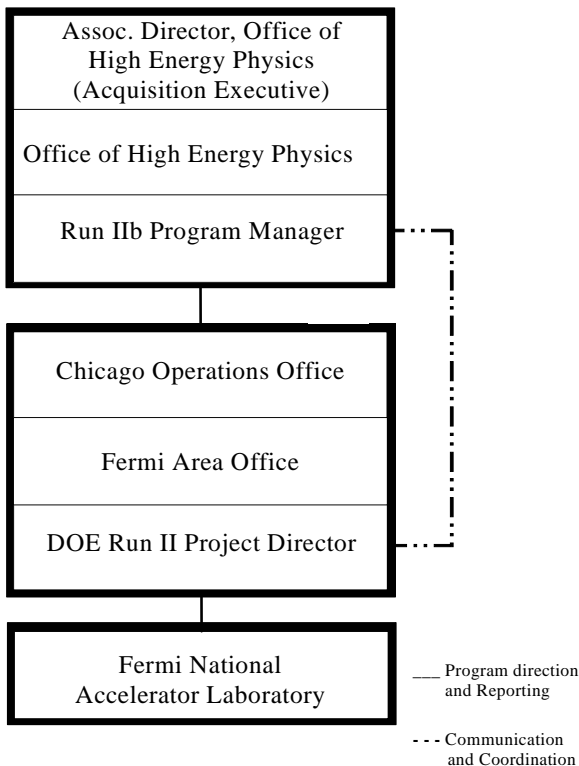 Assoc. Director, Office of
High Energy Physics
(Acquisition Executive)
Office of High Energy Physics
Run IIb Program Manager
Chicago Operations Office
Fermi Area Office
DOE Run II Project Director
Fermi National
Accelerator Laboratory
___ Program direction
and Reporting
- - - Communication
and Coordination